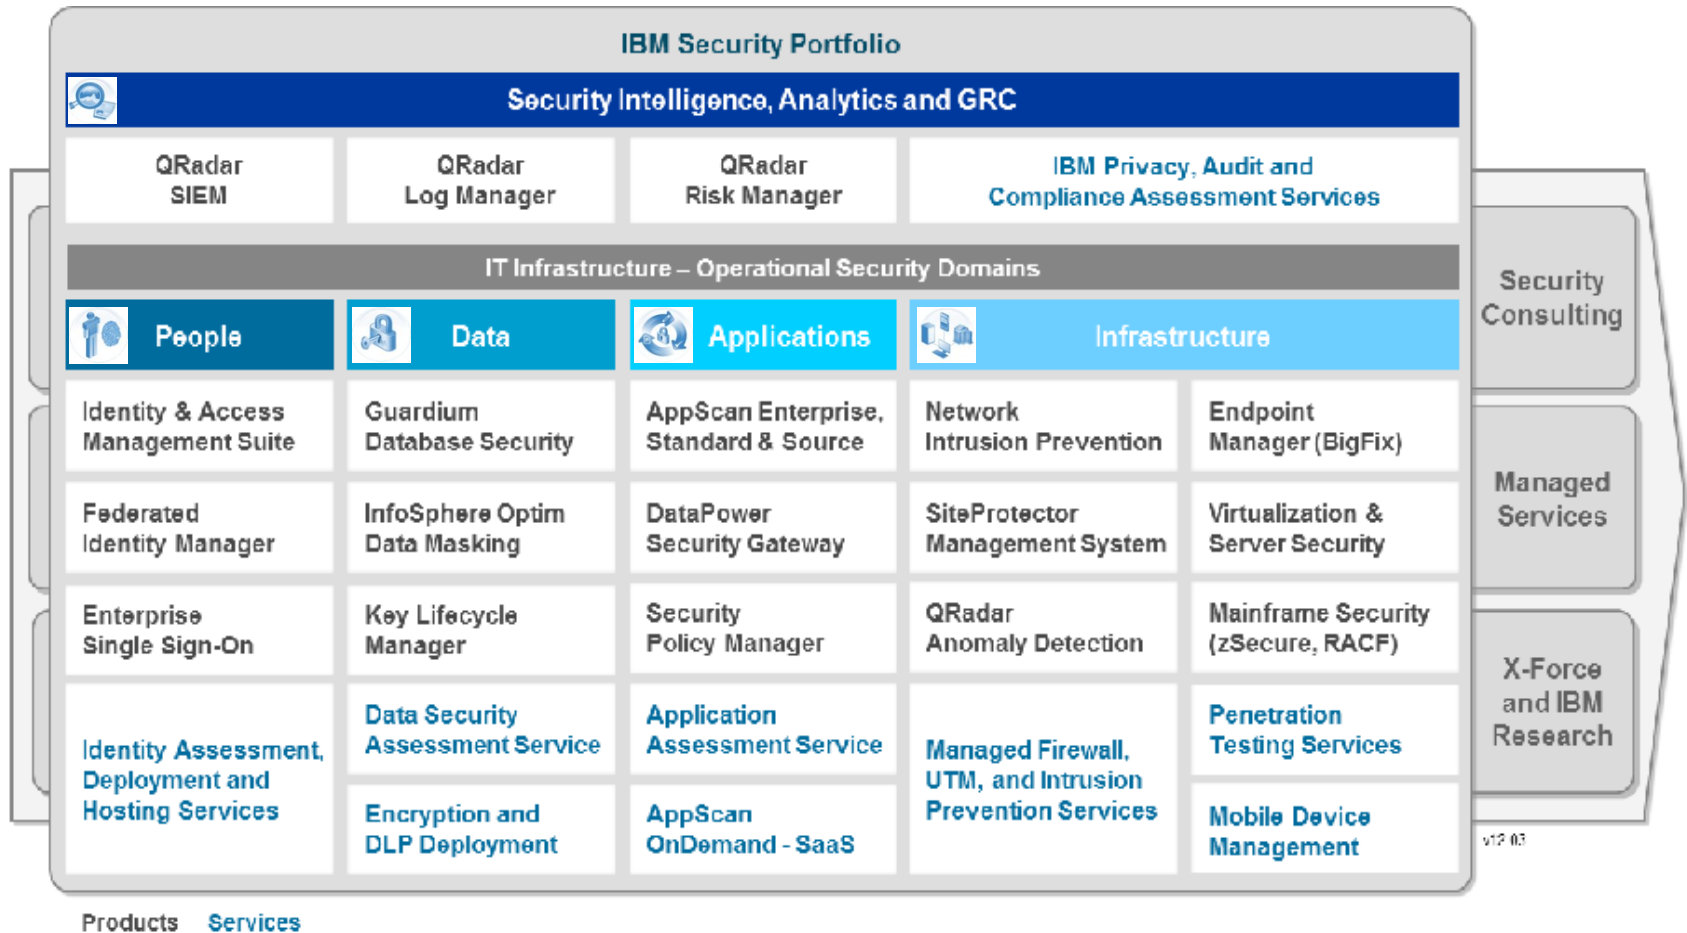 IBM Security Portfolio
Security Intelligence, Analytics and GRC
QRadar
SIEM
QRadar
Log Manager
QRadar
Risk Manager
IBM Privacy, Audit and
Compliance Assessment Services
IT Infrastructure – Operational Security Domains
People
Data
Applications
Infrastructure
Identity & Access
Management Suite
Guardium
Database Security
AppScan Enterprise,
Standard & Source
Network
Intrusion Prevention
Endpoint
Manager (BigFix)
Federated
Identity Manager
InfoSphere Optim
Data Masking
DataPower
Security Gateway
SiteProtector
Management System
Virtualization &
Server Security
Enterprise
Single Sign-On
Key Lifecycle
Manager
Security
Policy Manager
QRadar
Anomaly Detection
Mainframe Security
(zSecure, RACF)
Identity Assessment,
Deployment and
Hosting Services
Data Security
Assessment Service
Encryption and
DLP Deployment
Application
Assessment Service
AppScan
OnDemand - SaaS
Managed Firewall,
UTM, and Intrusion
Prevention Services
Penetration
Testing Services
Mobile Device
Management
Security
Consulting
Managed
Services
X-Force
and IBM
Research
v12-03
Products Services